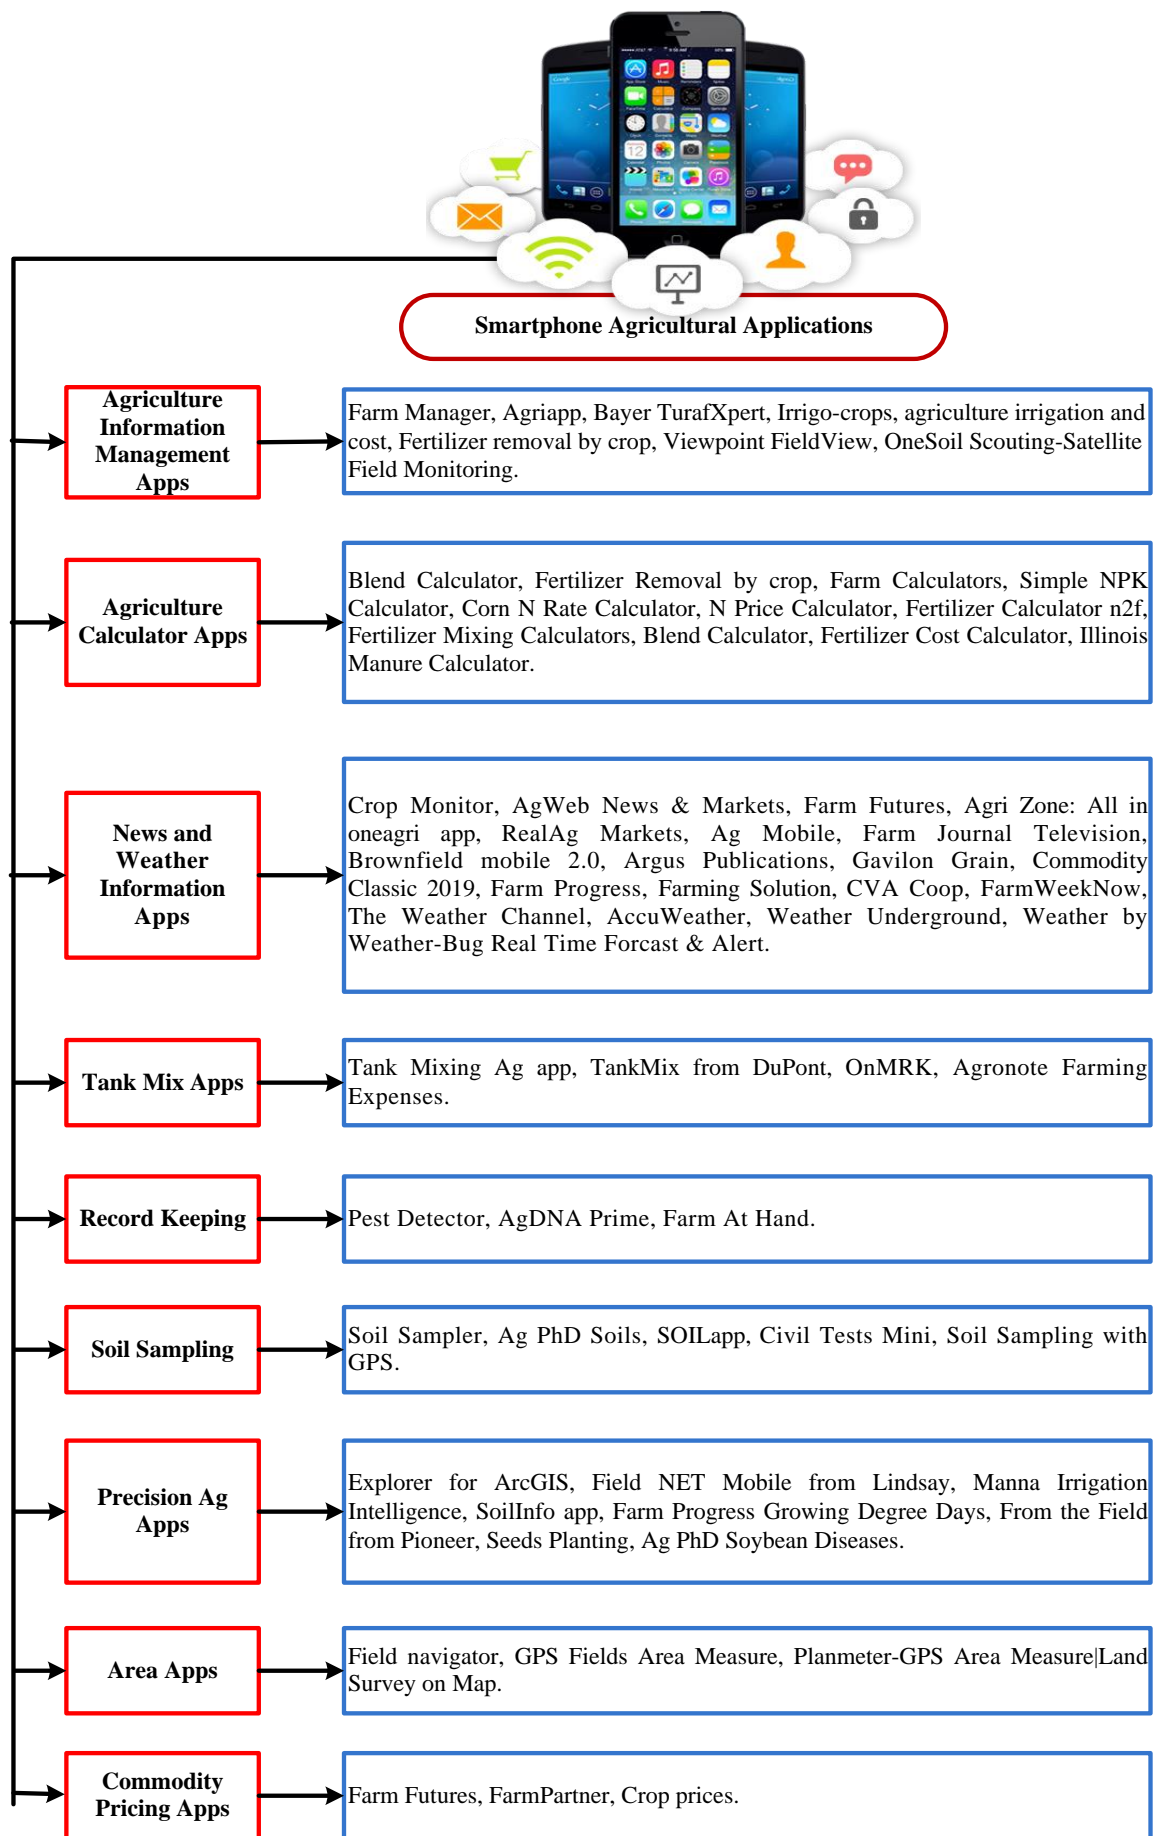 Smartphone Agricultural Applications
Agriculture
Information
Management
Apps
Farm Manager, Agriapp, Bayer TurafXpert, Irrigo-crops, agriculture irrigation and
cost, Fertilizer removal by crop, Viewpoint FieldView, OneSoil Scouting-Satellite
Field Monitoring.
Agriculture
Calculator Apps
Blend Calculator, Fertilizer Removal by crop, Farm Calculators, Simple NPK
Calculator, Corn N Rate Calculator, N Price Calculator, Fertilizer Calculator n2f,
Fertilizer Mixing Calculators, Blend Calculator, Fertilizer Cost Calculator, Illinois
Manure Calculator.
News and
Weather
Information
Apps
Crop Monitor, AgWeb News & Markets, Farm Futures, Agri Zone: All in
oneagri app, RealAg Markets, Ag Mobile, Farm Journal Television,
Brownfield mobile 2.0, Argus Publications, Gavilon Grain, Commodity
Classic 2019, Farm Progress, Farming Solution, CVA Coop, FarmWeekNow,
The Weather Channel, AccuWeather, Weather Underground, Weather by
Weather-Bug Real Time Forcast & Alert.
Tank Mix Apps
Tank Mixing Ag app, TankMix from DuPont, OnMRK, Agronote Farming
Expenses.
Record Keeping
Pest Detector, AgDNA Prime, Farm At Hand.
Soil Sampling
Soil Sampler, Ag PhD Soils, SOILapp, Civil Tests Mini, Soil Sampling with
GPS.
Precision Ag
Apps
Explorer for ArcGIS, Field NET Mobile from Lindsay, Manna Irrigation
Intelligence, SoilInfo app, Farm Progress Growing Degree Days, From the Field
from Pioneer, Seeds Planting, Ag PhD Soybean Diseases.
Area Apps
Field navigator, GPS Fields Area Measure, Planmeter-GPS Area Measure|Land
Survey on Map.
Commodity
Pricing Apps
Farm Futures, FarmPartner, Crop prices.